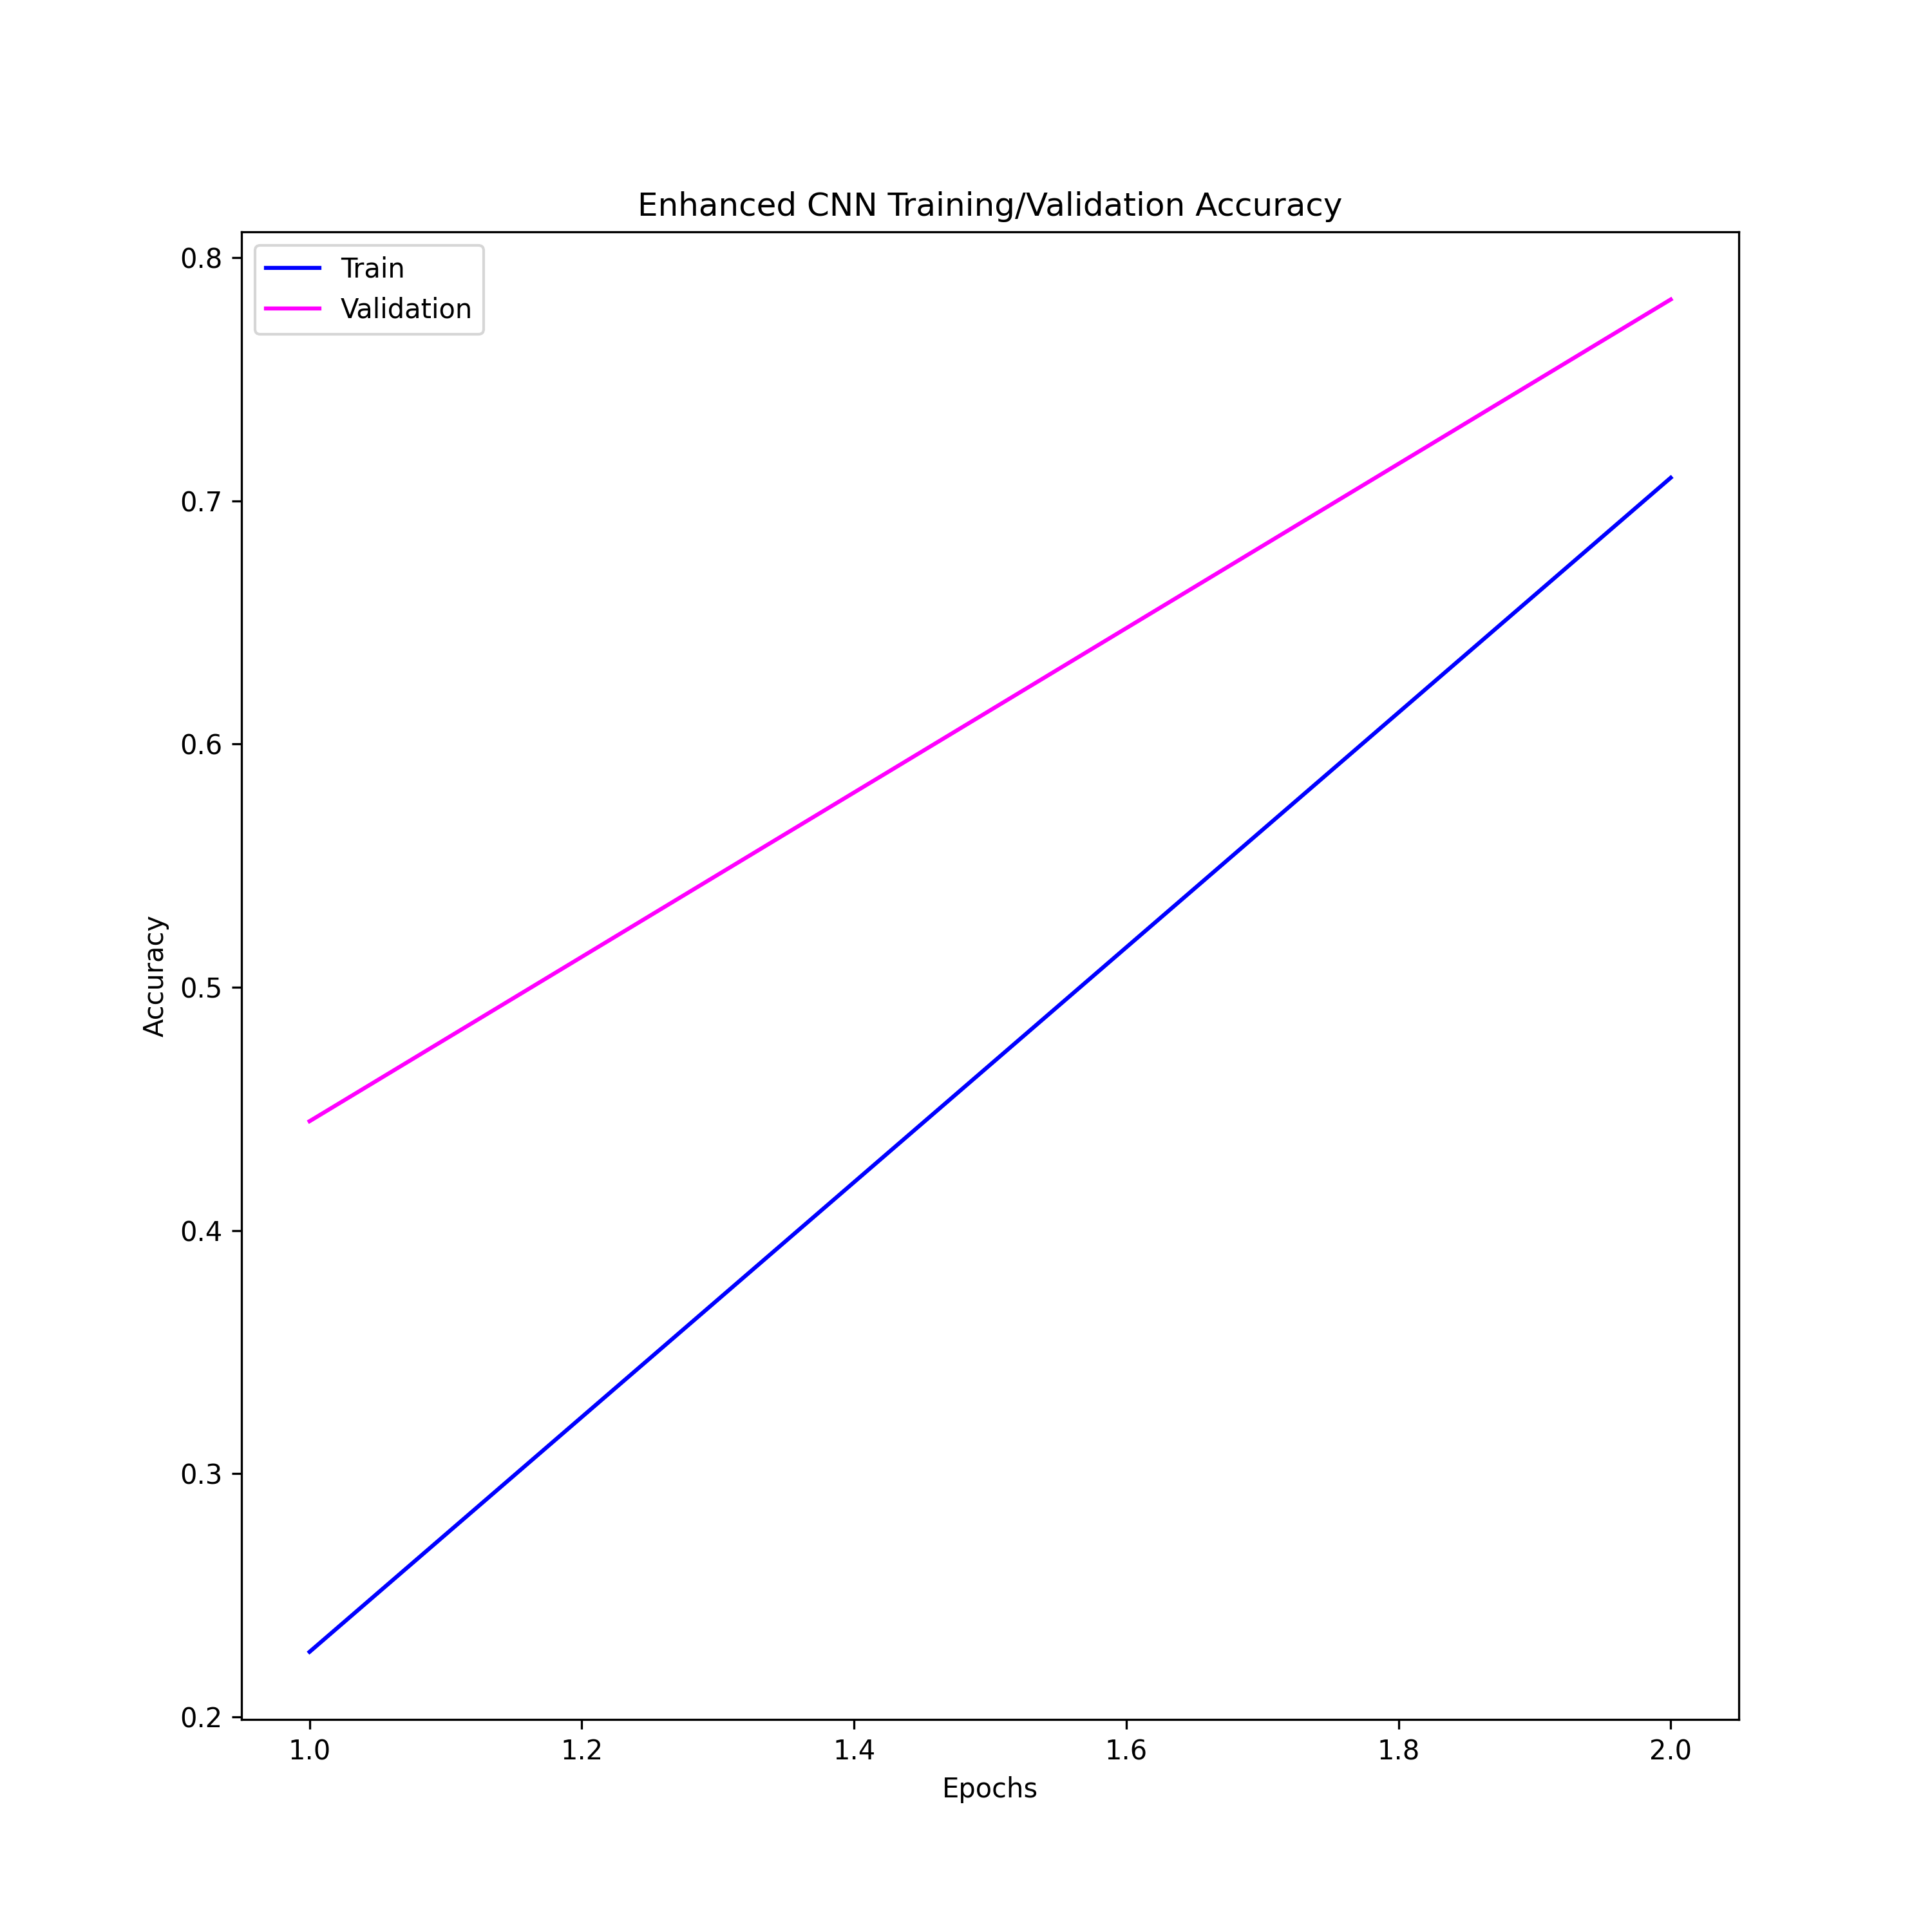 Enhanced CNN Training/Validation Accuracy
Train
Validation
0.8
0.7
0.6
0.5
0.4
0.3
0.2
Accuracy
1.0 1.2 1.4 1.6 1.8 2.0
Epochs